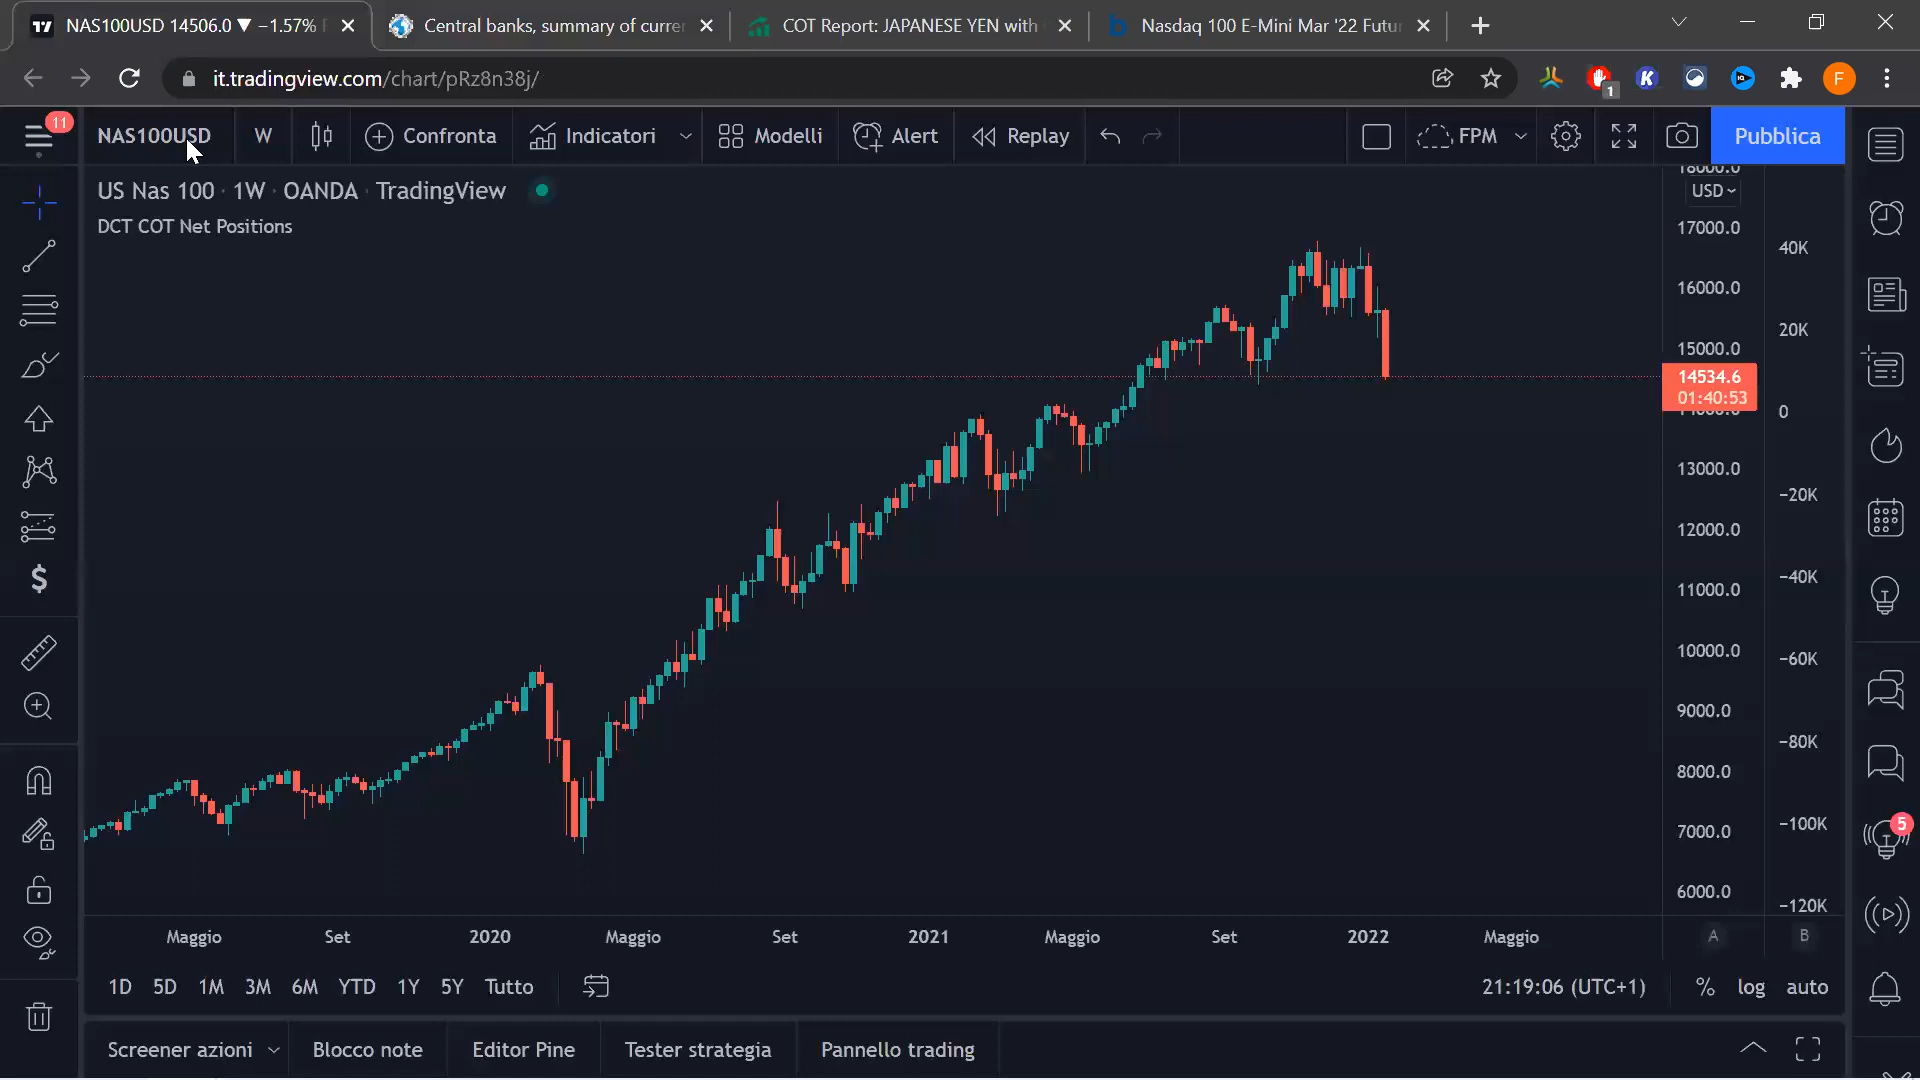 NAS100USD 14506.0 ▼ −1.57%
Central banks, summary of curre
COT Report: JAPANESE YEN with
Nasdaq 100 E-Mini Mar '22 Futu
it.tradingview.com/chart/pRz8n38j/
1
K
F
11
NAS100USD
W
Confronta
Indicatori
Modelli
Alert
Replay
FPM
Pubblica
US Nas 100 · 1W · OANDA · TradingView
DCT COT Net Positions
18000.0
USD
17000.0
16000.0
15000.0
14534.6
01:40:53
14000.0
13000.0
12000.0
11000.0
10000.0
9000.0
8000.0
7000.0
6000.0
40K
20K
0
−20K
−40K
−60K
−80K
−100K
−120K
5
Maggio Set 2020 Maggio Set 2021 Maggio Set 2022 Maggio
A B
1D 5D 1M 3M 6M YTD 1Y 5Y Tutto
21:19:06 (UTC+1) % log auto
Screener azioni Blocco note Editor Pine Tester strategia Pannello trading